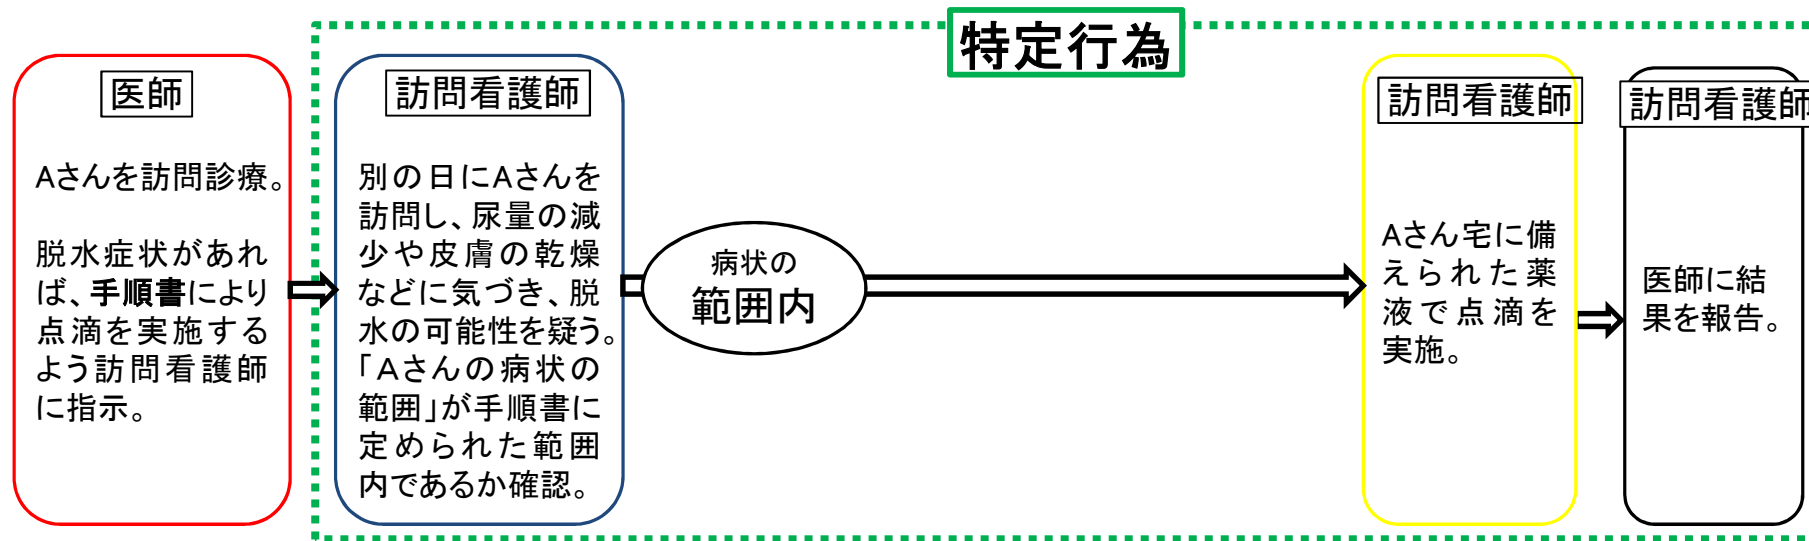 特定行為
医師
Aさんを訪問診療。
脱水症状があれ
ば、手順書により
点滴を実施する
よう訪問看護師
に指示。
訪問看護師
別の日にAさんを
訪問し、尿量の減
少や皮膚の乾燥
などに気づき、脱
水の可能性を疑う。
「Aさんの病状の
範囲」が手順書に
定められた範囲
内であるか確認。
病状の
範囲内
訪問看護師
Aさん宅に備
えられた薬
液で点滴を
実施。
訪問看護師
医師に結
果を報告。